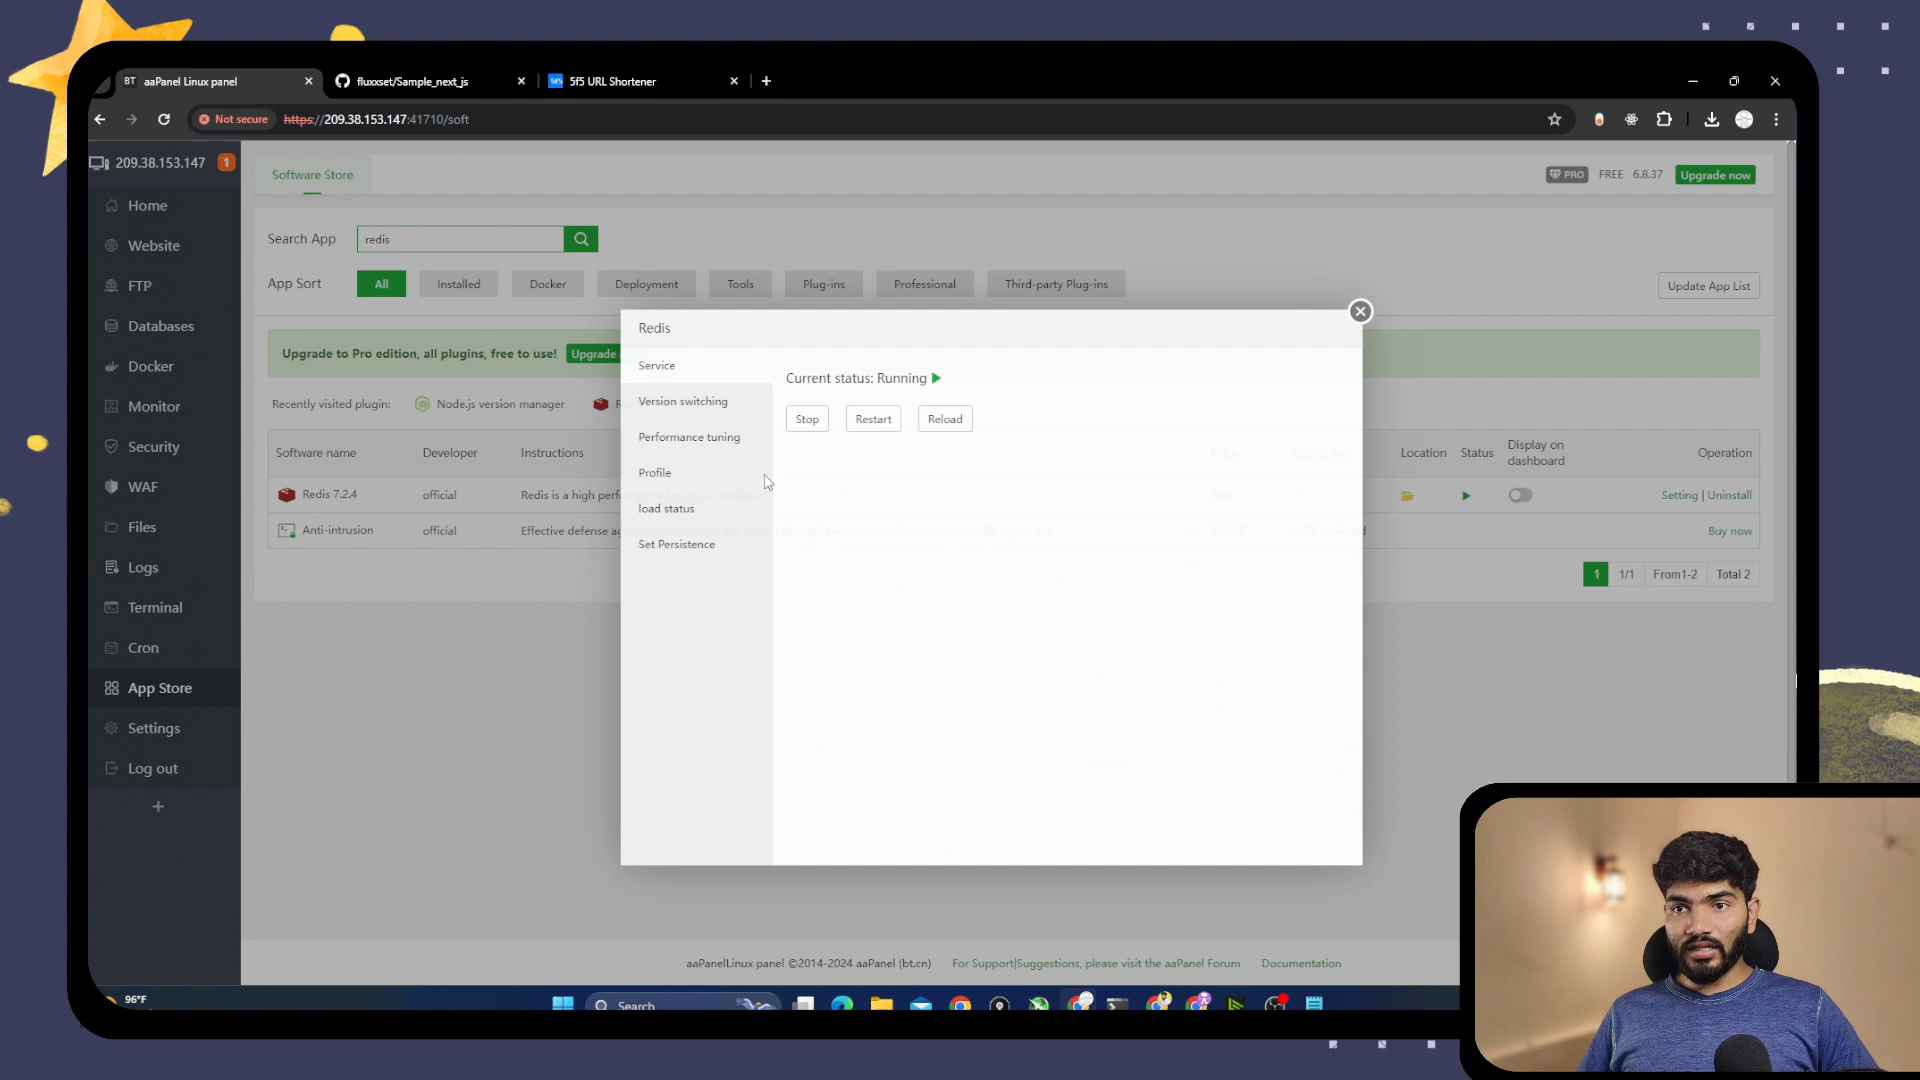 BT aaPanel Linux panel
fluxxset/Sample_next_js
5f5 5f5 URL Shortener
Not secure https://209.38.153.147:41710/soft
209.38.153.147 1
Home
Website
FTP
Databases
Docker
Monitor
Security
WAF
Files
Logs
Terminal
Cron
App Store
Settings
Log out
Software Store
PRO FREE 6.8.37 Upgrade now
Search App redis
App Sort All Installed Docker Deployment Tools Plug-ins Professional Third-party Plug-ins Update App List
Upgrade to Pro edition, all plugins, free to use! Upgrade
Recently visited plugin: Node.js version manager
Software name Developer Instructions Location Status Display on dashboard Operation
Redis 7.2.4 official Redis is a high Setting | Uninstall
Anti-intrusion official Effective defense Buy now
1 1/1 From1-2 Total 2
Redis
Service
Version switching
Performance tuning
Profile
load status
Set Persistence
Current status: Running
Stop Restart Reload
aaPanelLinux panel ©2014-2024 aaPanel (bt.cn) For Support|Suggestions, please visit the aaPanel Forum Documentation
96°F
Search